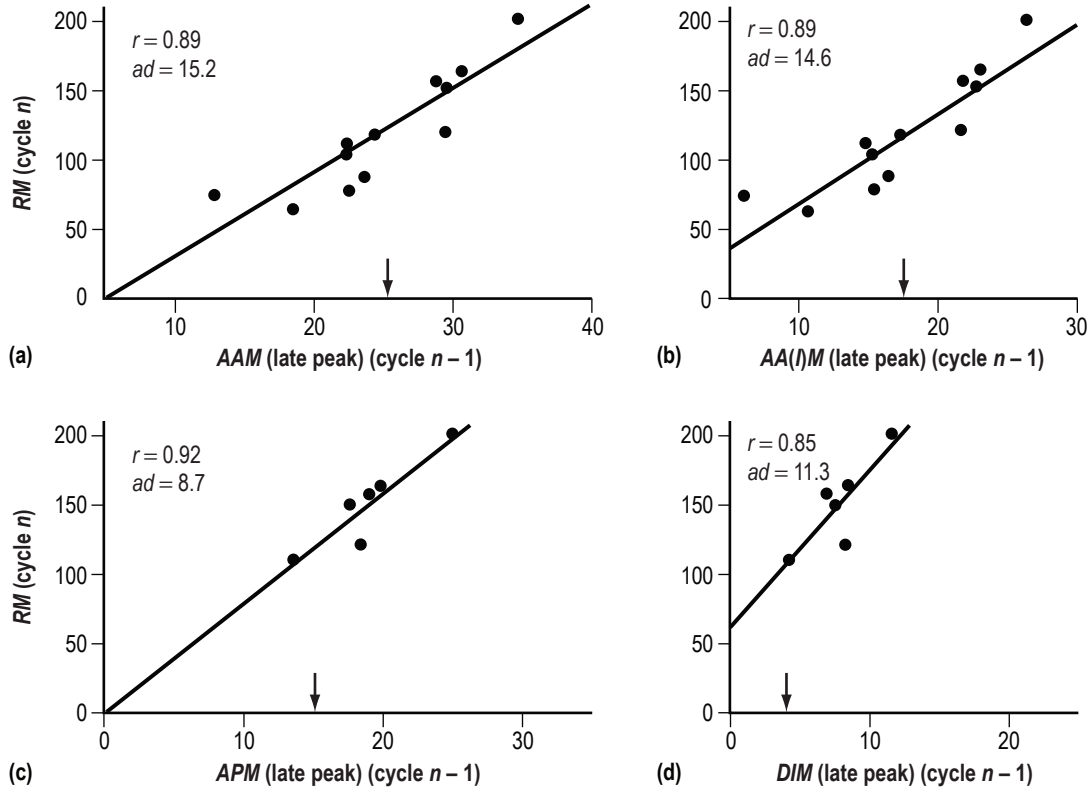 200
150
100
50
0
r = 0.89
ad = 15.2
RM (cycle n)
10 20 30 40
AAM (late peak) (cycle n – 1)
(a)
200
150
100
50
0
r = 0.89
ad = 14.6
10 20 30
AA(I)M (late peak) (cycle n – 1)
(b)
200
150
100
50
0
r = 0.92
ad = 8.7
RM (cycle n)
0 10 20 30
APM (late peak) (cycle n – 1)
(c)
200
150
100
50
0
r = 0.85
ad = 11.3
0 10 20
DIM (late peak) (cycle n – 1)
(d)